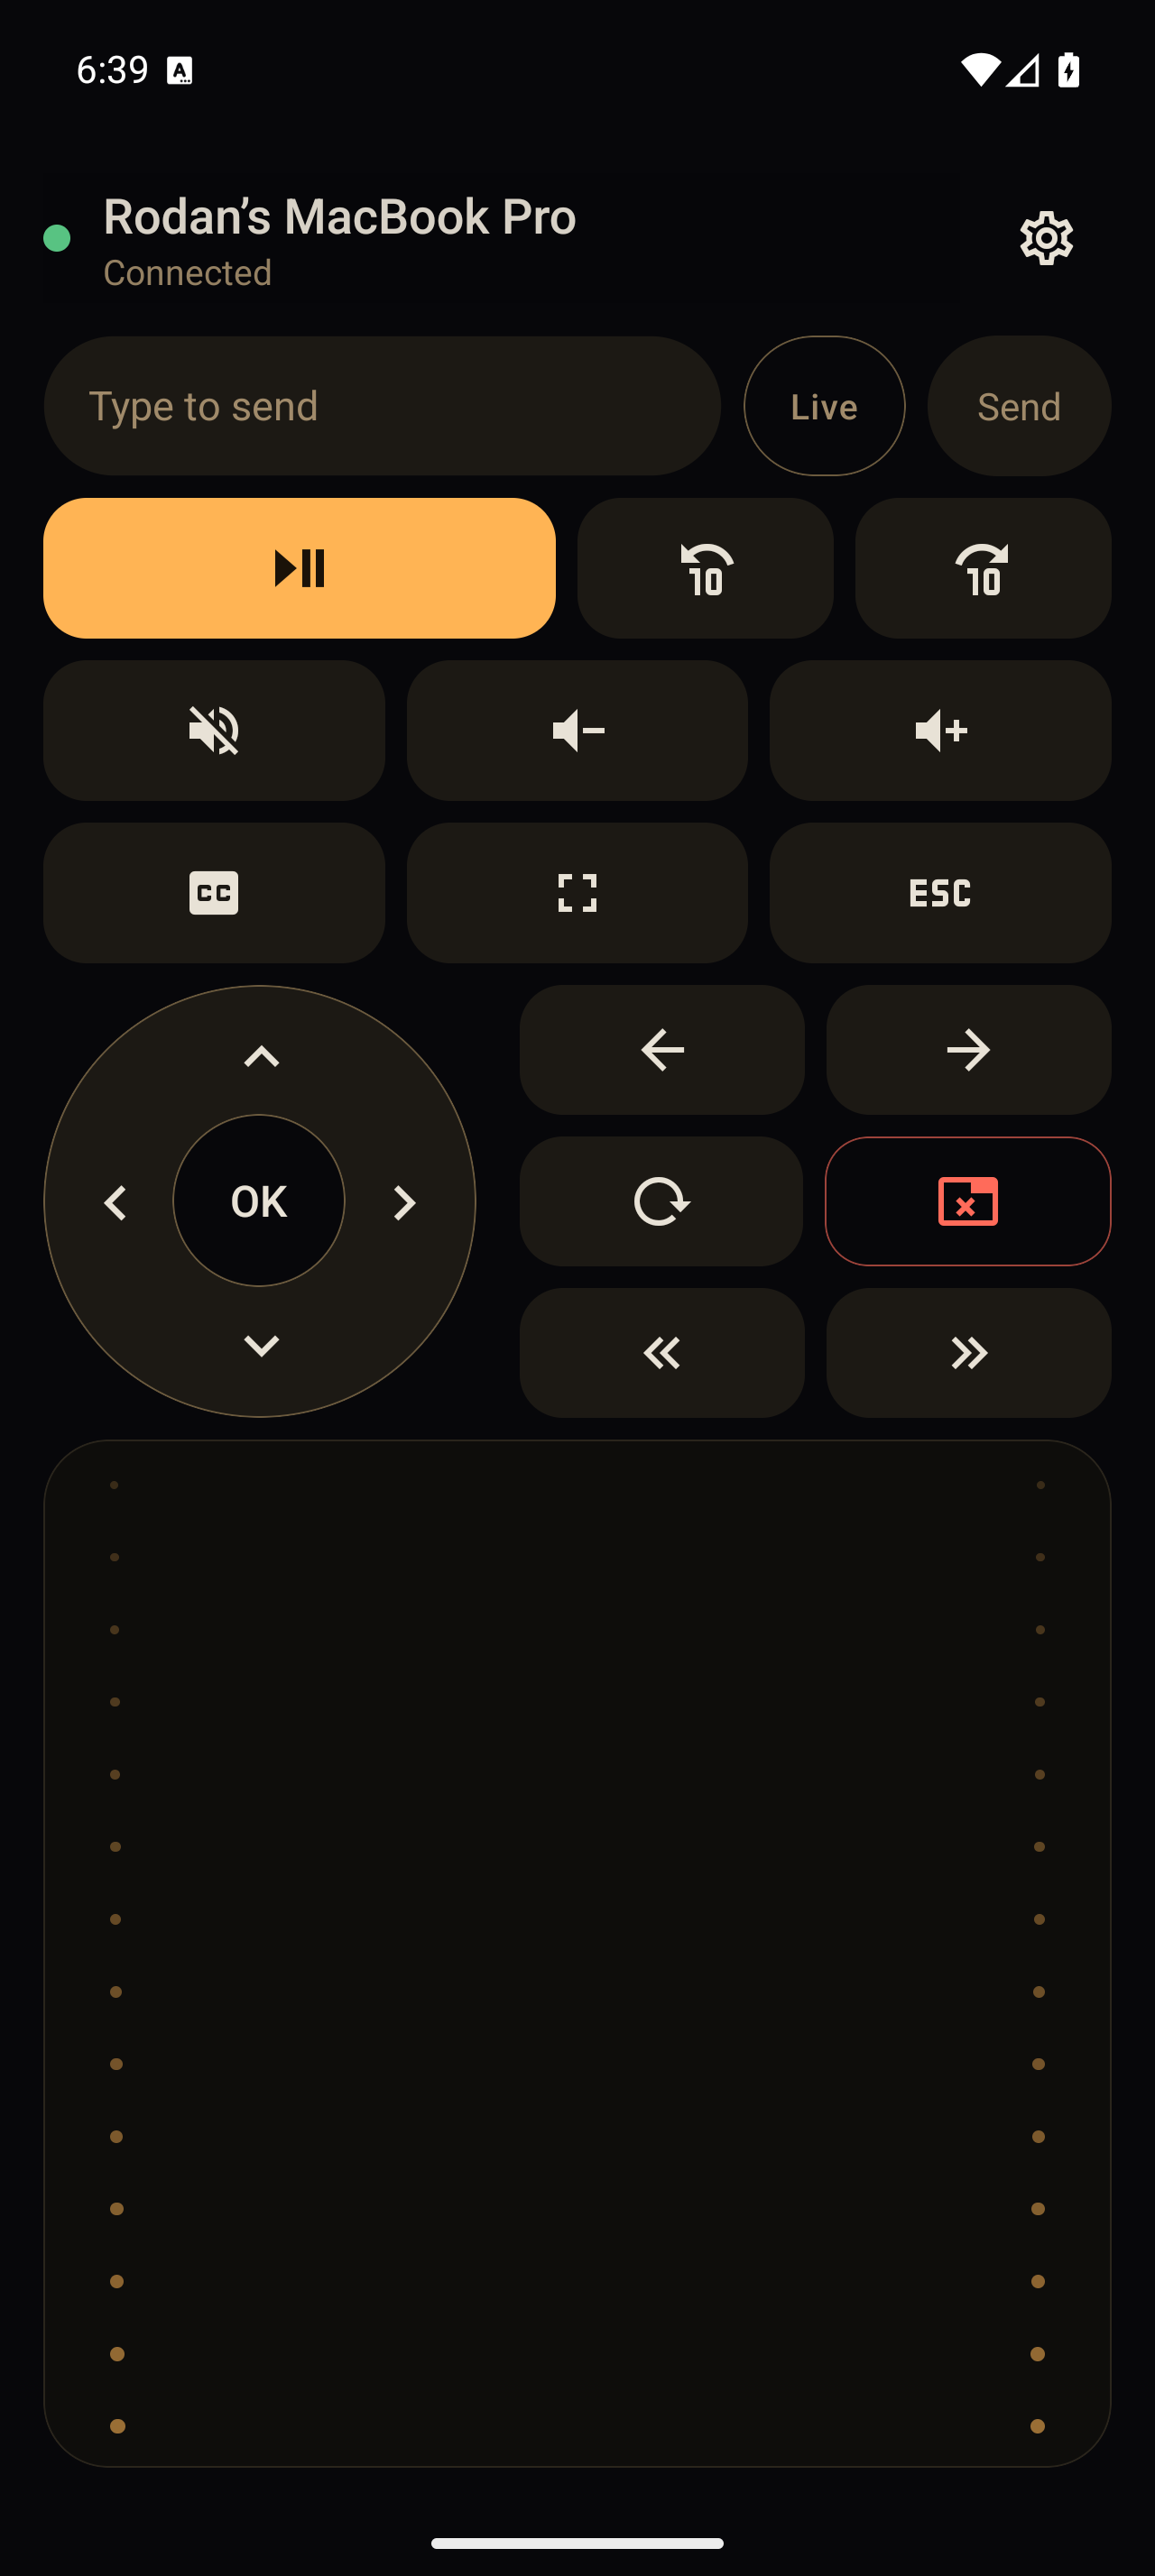 6:39
A
Rodan’s MacBook Pro
Connected
Type to send
Live
Send
10
10
CC
ESC
OK